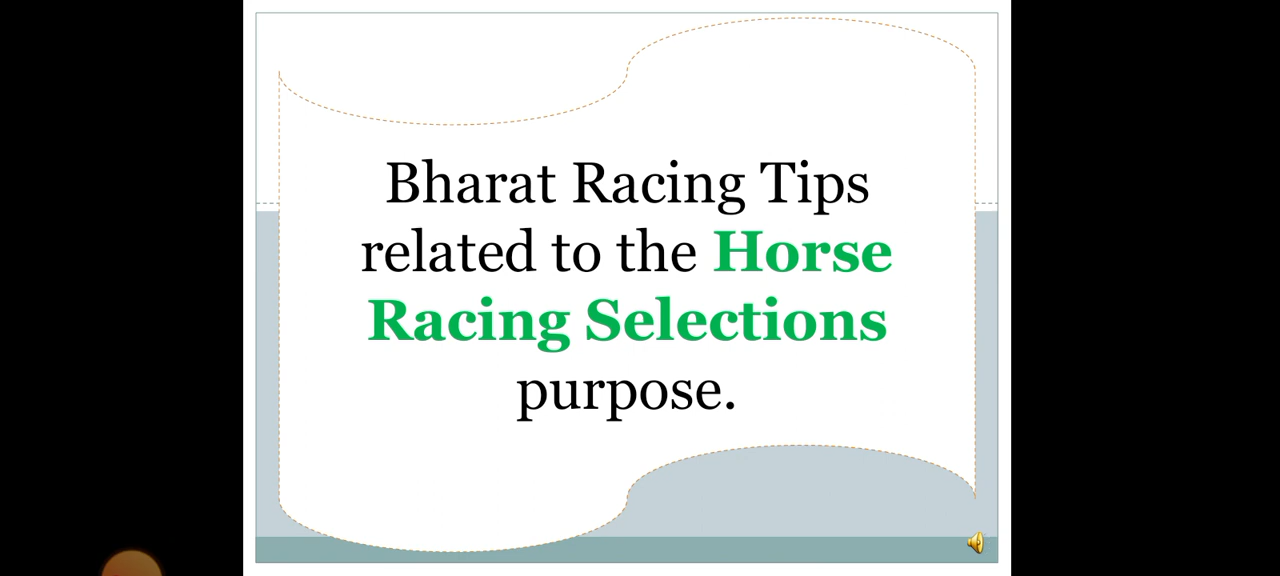 Bharat Racing Tips
related to the Horse
Racing Selections
purpose.